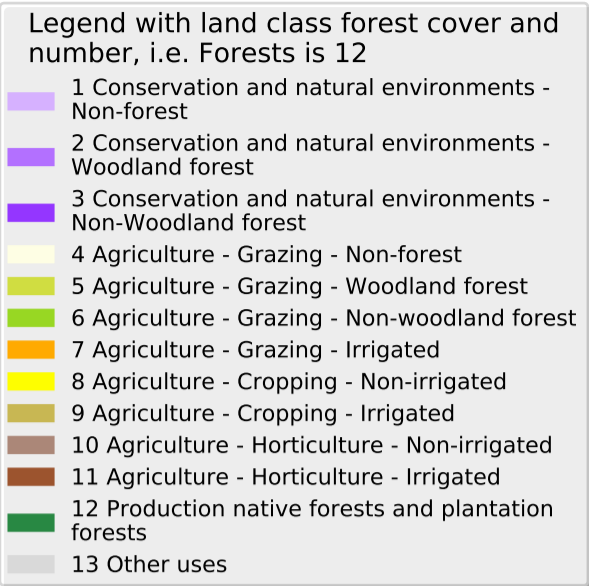 Legend with land class forest cover and
number, i.e. Forests is 12
1 Conservation and natural environments -
Non-forest
2 Conservation and natural environments -
Woodland forest
3 Conservation and natural environments -
Non-Woodland forest
4 Agriculture - Grazing - Non-forest
5 Agriculture - Grazing - Woodland forest
6 Agriculture - Grazing - Non-woodland forest
7 Agriculture - Grazing - Irrigated
8 Agriculture - Cropping - Non-irrigated
9 Agriculture - Cropping - Irrigated
10 Agriculture - Horticulture - Non-irrigated
11 Agriculture - Horticulture - Irrigated
12 Production native forests and plantation
forests
13 Other uses